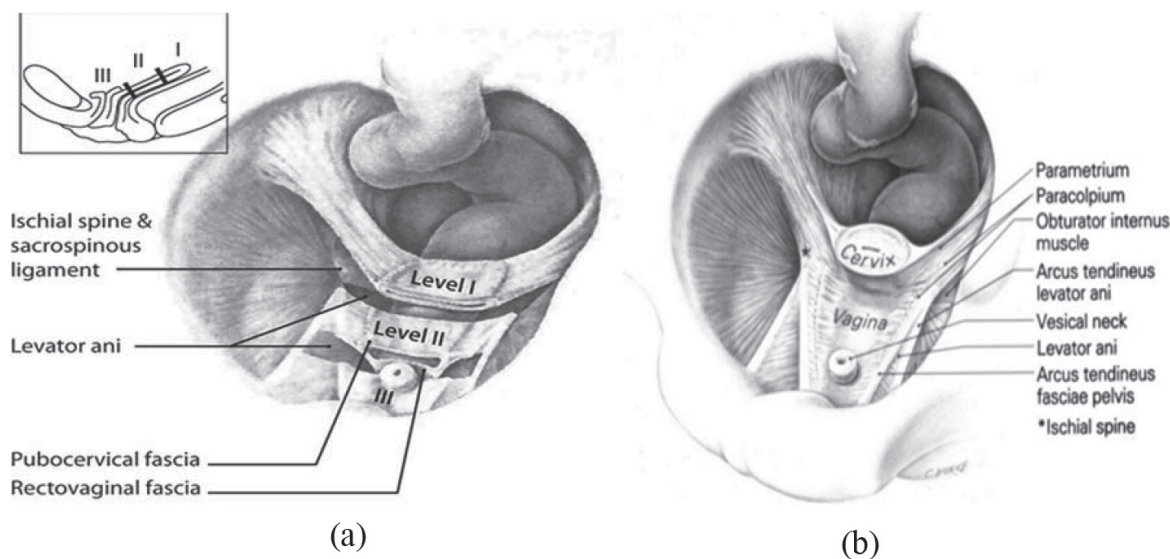 III
II
I
Ischial spine &
sacrospinous
ligament
Levator ani
Level I
Level II
III
Pubocervical fascia
Rectovaginal fascia
(a)
Cervix
Vagina
Parametrium
Paracolpium
Obturator internus
muscle
Arcus tendineus
levator ani
Vesical neck
Levator ani
Arcus tendineus
fasciae pelvis
*Ischial spine
*
(b)